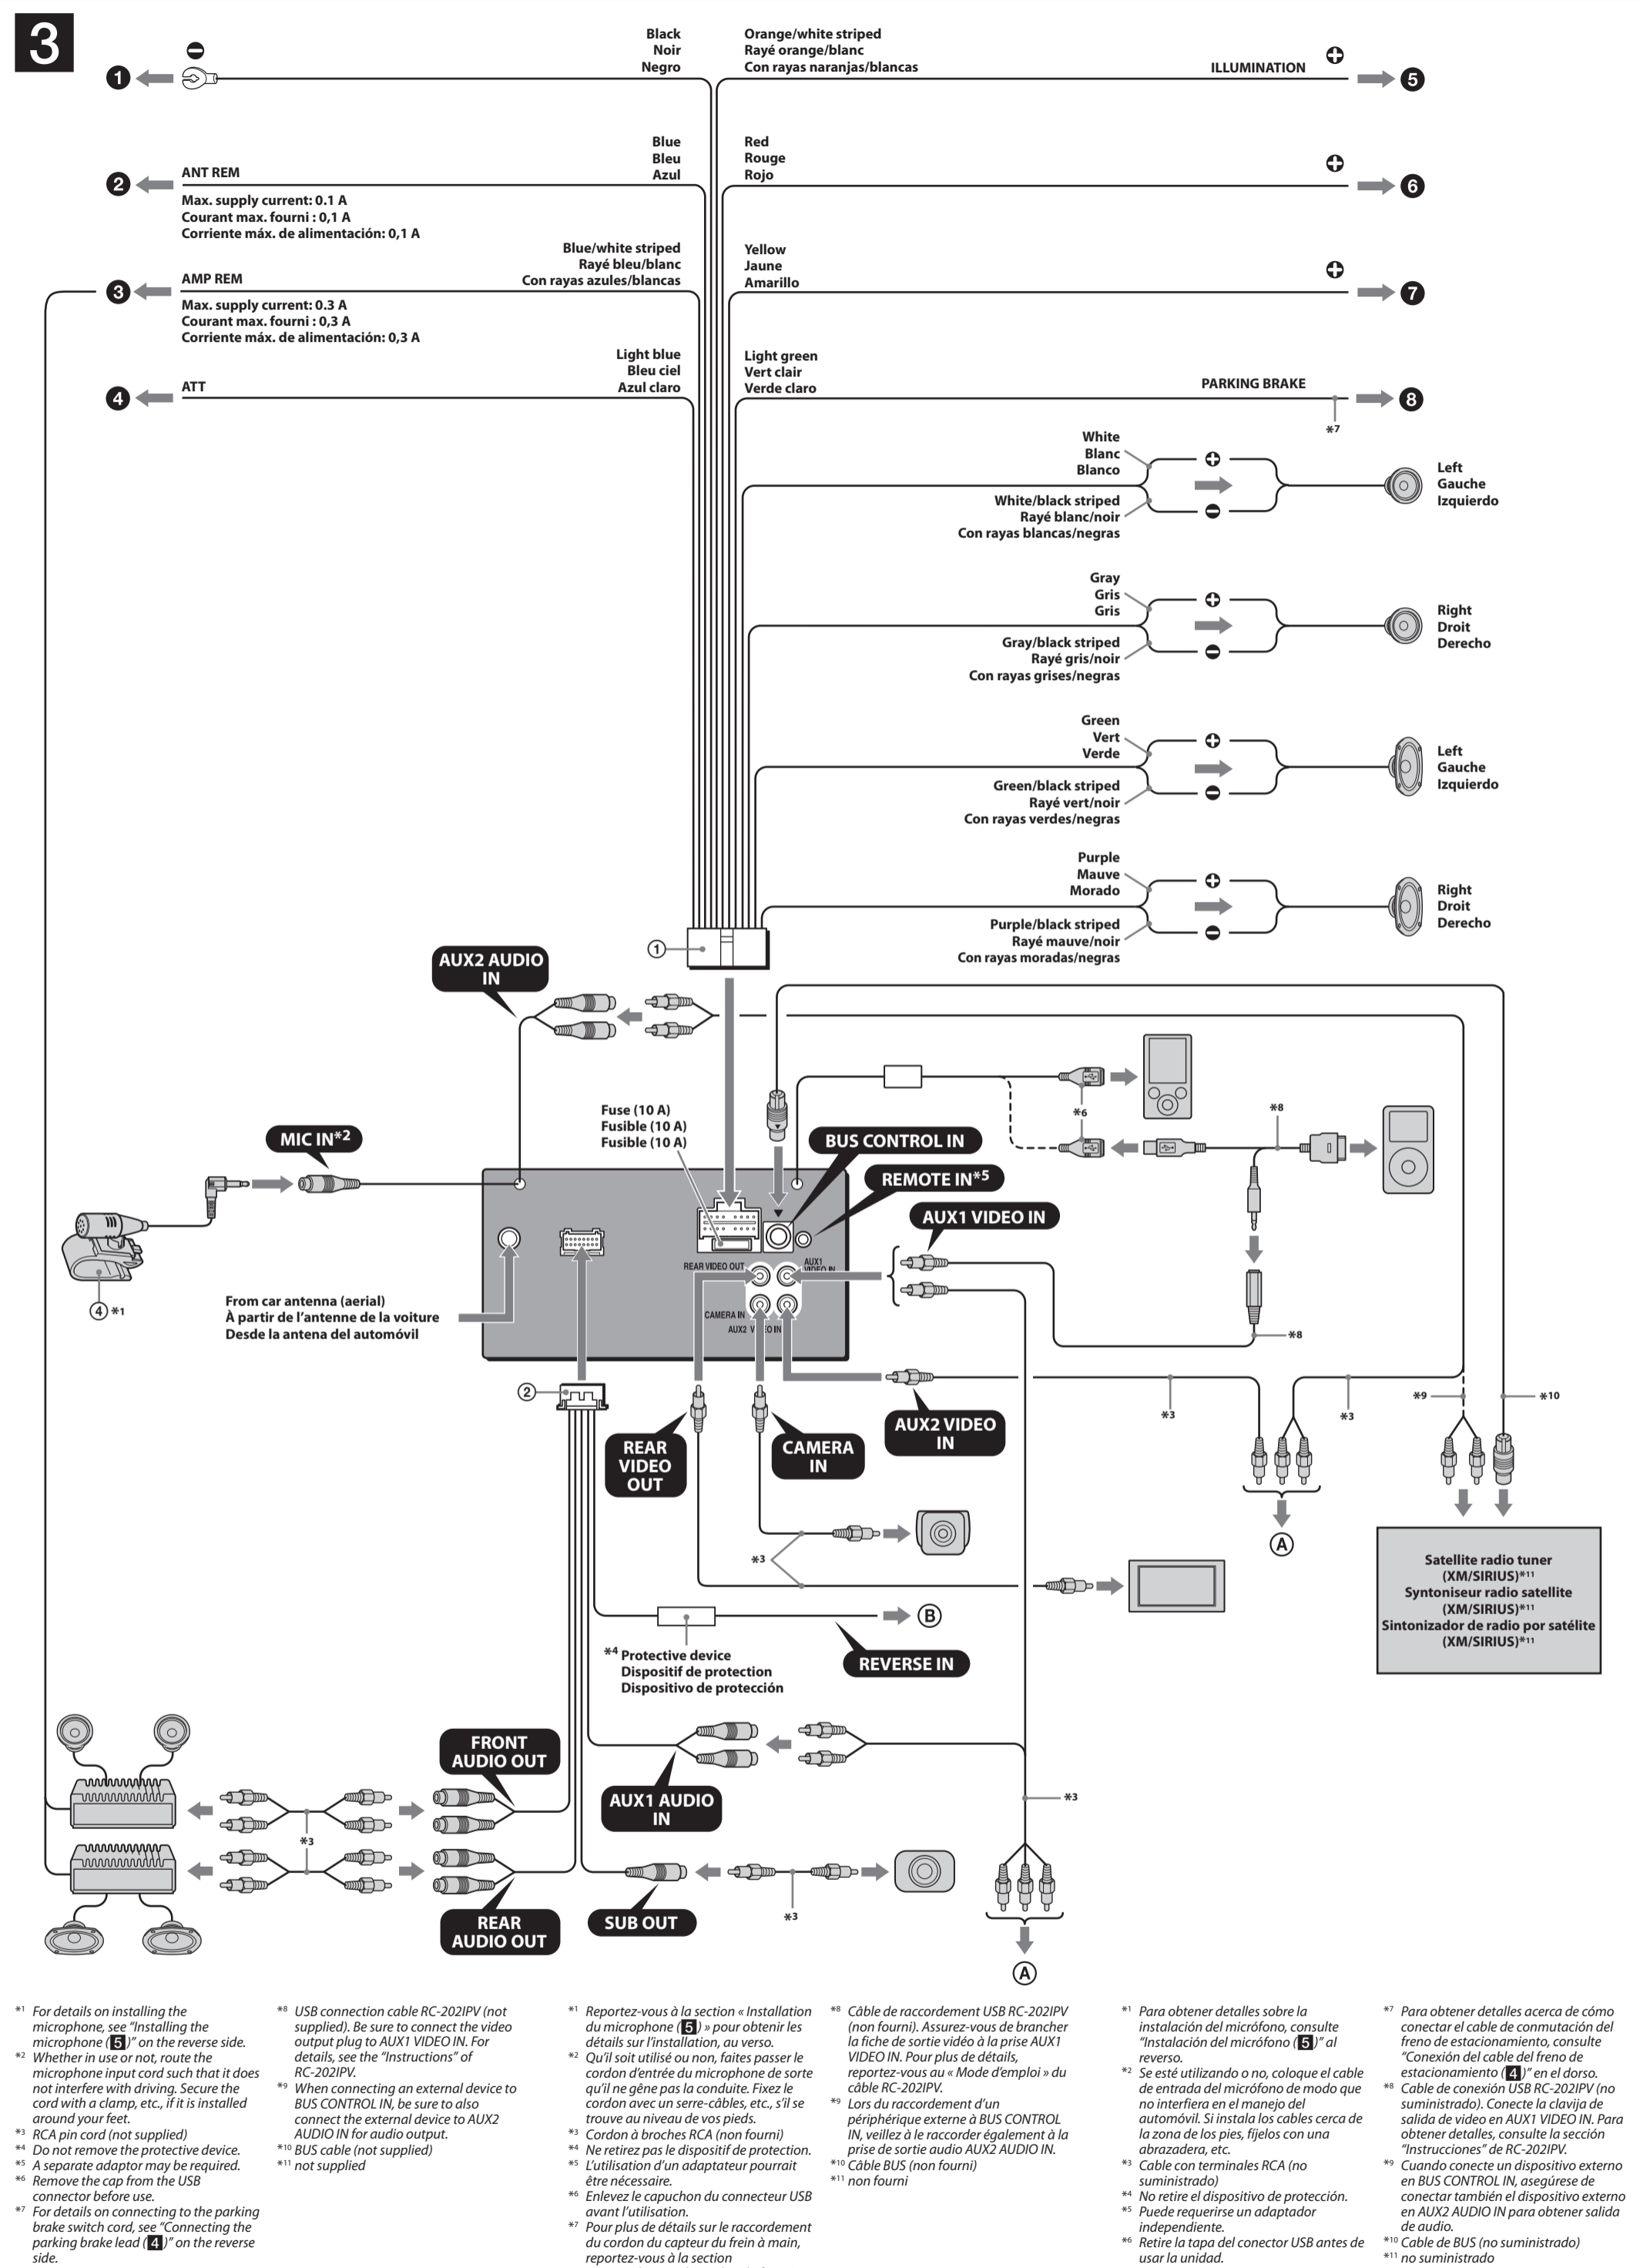 3
Black
Noir
Negro
Orange/white striped
Rayé orange/blanc
Con rayas naranjas/blancas
ILLUMINATION
1
5
Blue
Bleu
Azul
Red
Rouge
Rojo
2
ANT REM
6
Max. supply current: 0.1 A
Courant max. fourni : 0,1 A
Corriente máx. de alimentación: 0,1 A
Blue/white striped
Rayé bleu/blanc
Con rayas azules/blancas
Yellow
Jaune
Amarillo
3
AMP REM
7
Max. supply current: 0.3 A
Courant max. fourni : 0,3 A
Corriente máx. de alimentación: 0,3 A
Light blue
Bleu ciel
Azul claro
Light green
Vert clair
Verde claro
4
ATT
PARKING BRAKE
8
*7
White
Blanc
Blanco
White/black striped
Rayé blanc/noir
Con rayas blancas/negras
Left
Gauche
Izquierdo
Gray
Gris
Gris
Gray/black striped
Rayé gris/noir
Con rayas grises/negras
Right
Droit
Derecho
Green
Vert
Verde
Green/black striped
Rayé vert/noir
Con rayas verdes/negras
Left
Gauche
Izquierdo
Purple
Mauve
Morado
Purple/black striped
Rayé mauve/noir
Con rayas moradas/negras
Right
Droit
Derecho
1
AUX2 AUDIO
IN
*6
*8
Fuse (10 A)
Fusible (10 A)
Fusible (10 A)
MIC IN*2
BUS CONTROL IN
REMOTE IN*5
AUX1 VIDEO IN
REAR VIDEO OUT
AUX1
VIDEO IN
CAMERA IN
AUX2 VIDEO IN
4 *1
From car antenna (aerial)
À partir de l'antenne de la voiture
Desde la antena del automóvil
*8
2
*3
*3
*9
*10
REAR
VIDEO
OUT
CAMERA
IN
AUX2 VIDEO
IN
A
*3
Satellite radio tuner
(XM/SIRIUS)*11
Syntoniseur radio satellite
(XM/SIRIUS)*11
Sintonizador de radio por satélite
(XM/SIRIUS)*11
B
*4 Protective device
Dispositif de protection
Dispositivo de protección
REVERSE IN
FRONT
AUDIO OUT
AUX1 AUDIO
IN
*3
*3
REAR
AUDIO OUT
SUB OUT
*3
A
*1 For details on installing the
microphone, see “Installing the
microphone (5)” on the reverse side.
*2 Whether in use or not, route the
microphone input cord such that it does
not interfere with driving. Secure the
cord with a clamp, etc., if it is installed
around your feet.
*3 RCA pin cord (not supplied)
*4 Do not remove the protective device.
*5 A separate adaptor may be required.
*6 Remove the cap from the USB
connector before use.
*7 For details on connecting to the parking
brake switch cord, see “Connecting the
parking brake lead (4)” on the reverse
side.
*8 USB connection cable RC-202IPV (not
supplied). Be sure to connect the video
output plug to AUX1 VIDEO IN. For
details, see the “Instructions” of
RC-202IPV.
*9 When connecting an external device to
BUS CONTROL IN, be sure to also
connect the external device to AUX2
AUDIO IN for audio output.
*10 BUS cable (not supplied)
*11 not supplied
*1 Reportez-vous à la section « Installation
du microphone (5) » pour obtenir les
détails sur l'installation, au verso.
*2 Qu'il soit utilisé ou non, faites passer le
cordon d'entrée du microphone de sorte
qu'il ne gêne pas la conduite. Fixez le
cordon avec un serre-câbles, etc., s'il se
trouve au niveau de vos pieds.
*3 Cordon à broches RCA (non fourni)
*4 Ne retirez pas le dispositif de protection.
*5 L'utilisation d'un adaptateur pourrait
être nécessaire.
*6 Enlevez le capuchon du connecteur USB
avant l'utilisation.
*7 Pour plus de détails sur le raccordement
du cordon du capteur du frein à main,
reportez-vous à la section
*8 Câble de raccordement USB RC-202IPV
(non fourni). Assurez-vous de brancher
la fiche de sortie vidéo à la prise AUX1
VIDEO IN. Pour plus de détails,
reportez-vous au « Mode d'emploi » du
câble RC-202IPV.
*9 Lors du raccordement d'un
périphérique externe à BUS CONTROL
IN, veillez à le raccorder également à la
prise de sortie audio AUX2 AUDIO IN.
*10 Câble BUS (non fourni)
*11 non fourni
*1 Para obtener detalles sobre la
instalación del micrófono, consulte
“Instalación del micrófono (5)” al
reverso.
*2 Se esté utilizando o no, coloque el cable
de entrada del micrófono de modo que
no interfiera en el manejo del
automóvil. Si instala los cables cerca de
la zona de los pies, fíjelos con una
abrazadera, etc.
*3 Cable con terminales RCA (no
suministrado)
*4 No retire el dispositivo de protección.
*5 Puede requerirse un adaptador
independiente.
*6 Retire la tapa del conector USB antes de
usar la unidad.
*7 Para obtener detalles acerca de cómo
conectar el cable de conmutación del
freno de estacionamiento, consulte
“Conexión del cable del freno de
estacionamiento (4)” en el dorso.
*8 Cable de conexión USB RC-202IPV (no
suministrado). Conecte la clavija de
salida de video en AUX1 VIDEO IN. Para
obtener detalles, consulte la sección
“Instrucciones” de RC-202IPV.
*9 Cuando conecte un dispositivo externo
en BUS CONTROL IN, asegúrese de
conectar también el dispositivo externo
en AUX2 AUDIO IN para obtener salida
de audio.
*10 Cable de BUS (no suministrado)
*11 no suministrado